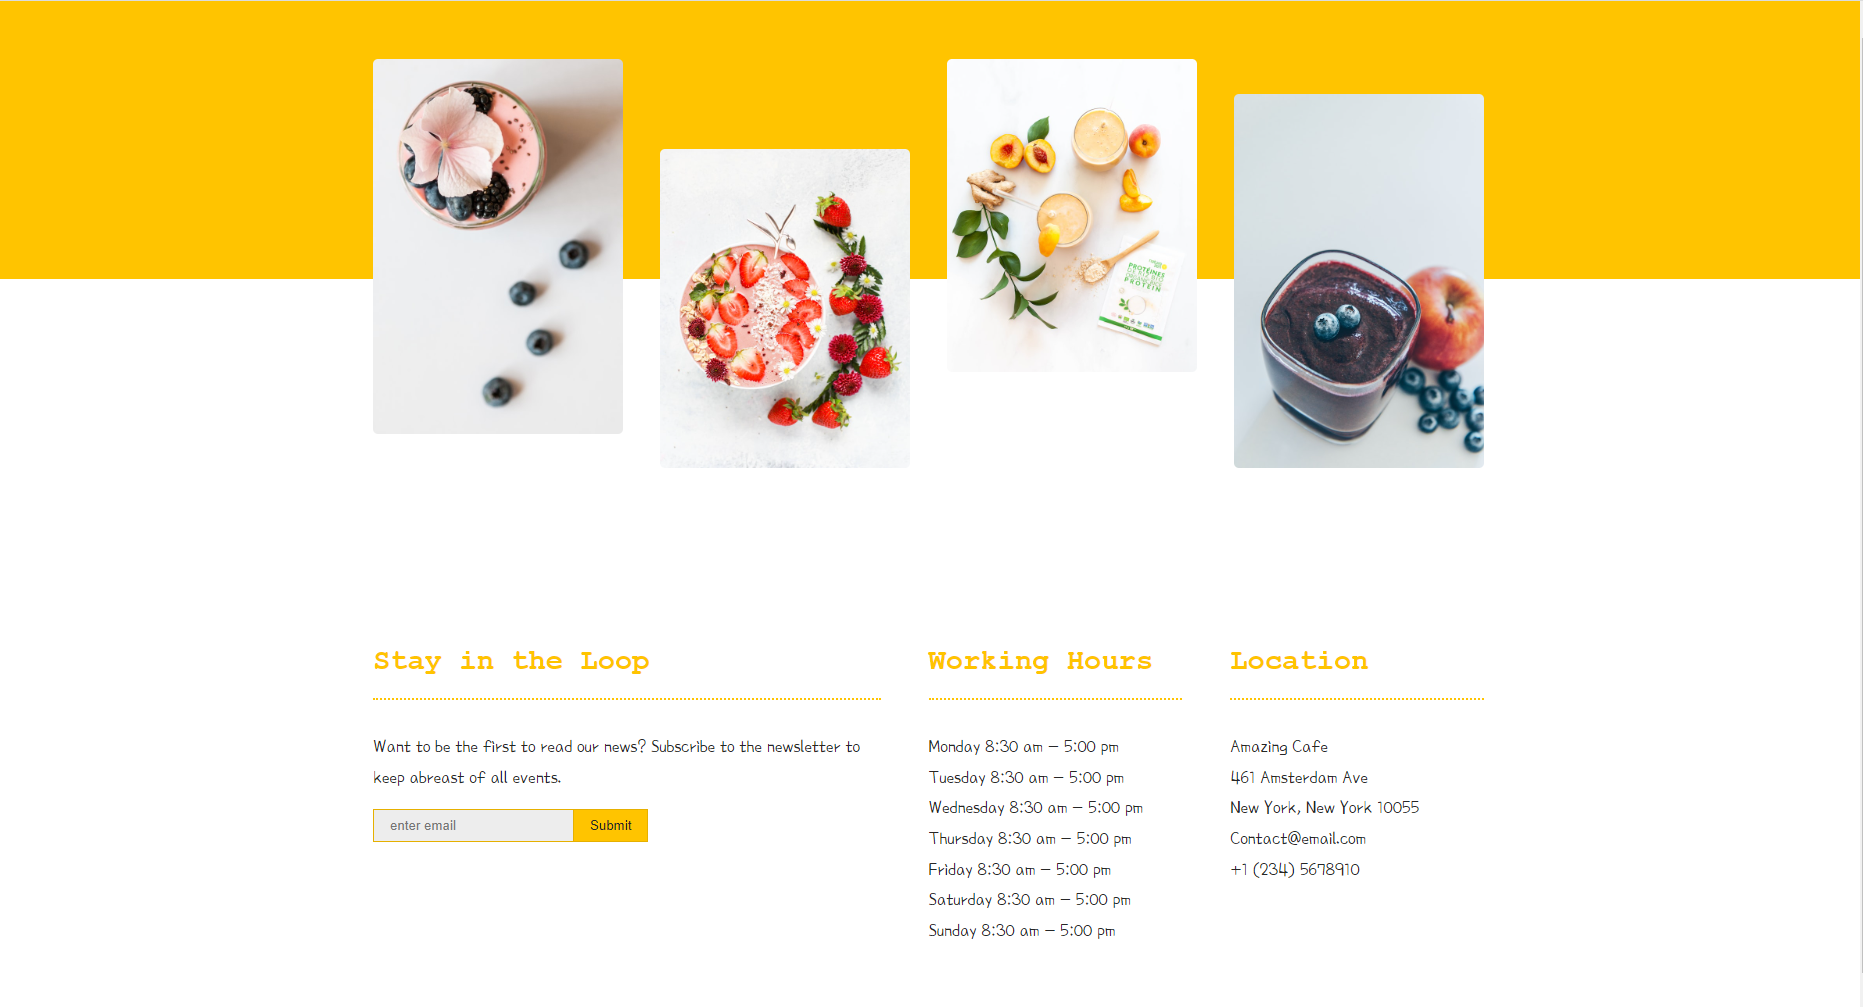 PROTÉINES
PROTEIN
Stay in the Loop
Want to be the first to read our news? Subscribe to the newsletter to
keep abreast of all events.
enter email
Submit
Working Hours
Monday 8:30 am – 5:00 pm
Tuesday 8:30 am – 5:00 pm
Wednesday 8:30 am – 5:00 pm
Thursday 8:30 am – 5:00 pm
Friday 8:30 am – 5:00 pm
Saturday 8:30 am – 5:00 pm
Sunday 8:30 am – 5:00 pm
Location
Amazing Cafe
461 Amsterdam Ave
New York, New York 10055
Contact@email.com
+1 (234) 5678910